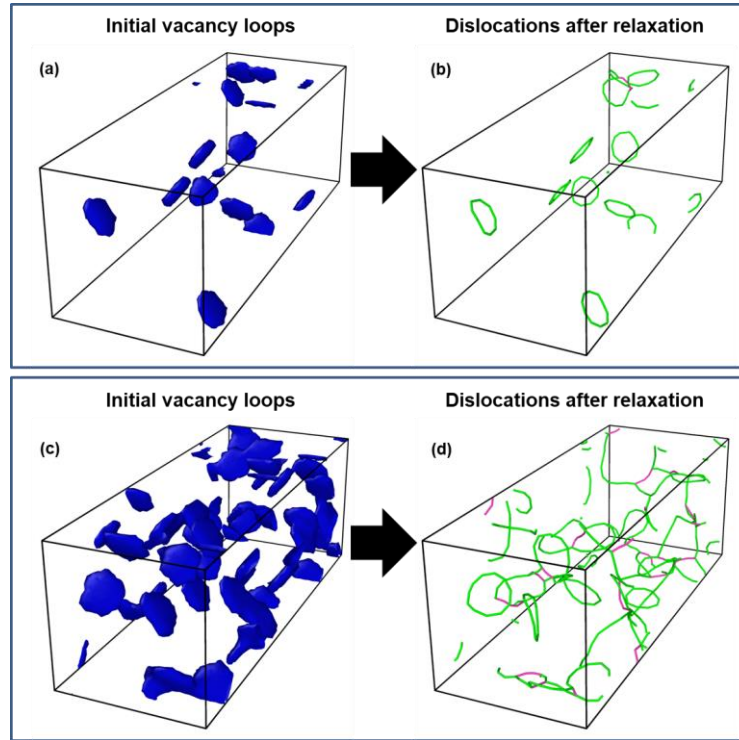 Initial vacancy loops
Dislocations after relaxation
(a)
(b)
Initial vacancy loops
Dislocations after relaxation
(c)
(d)